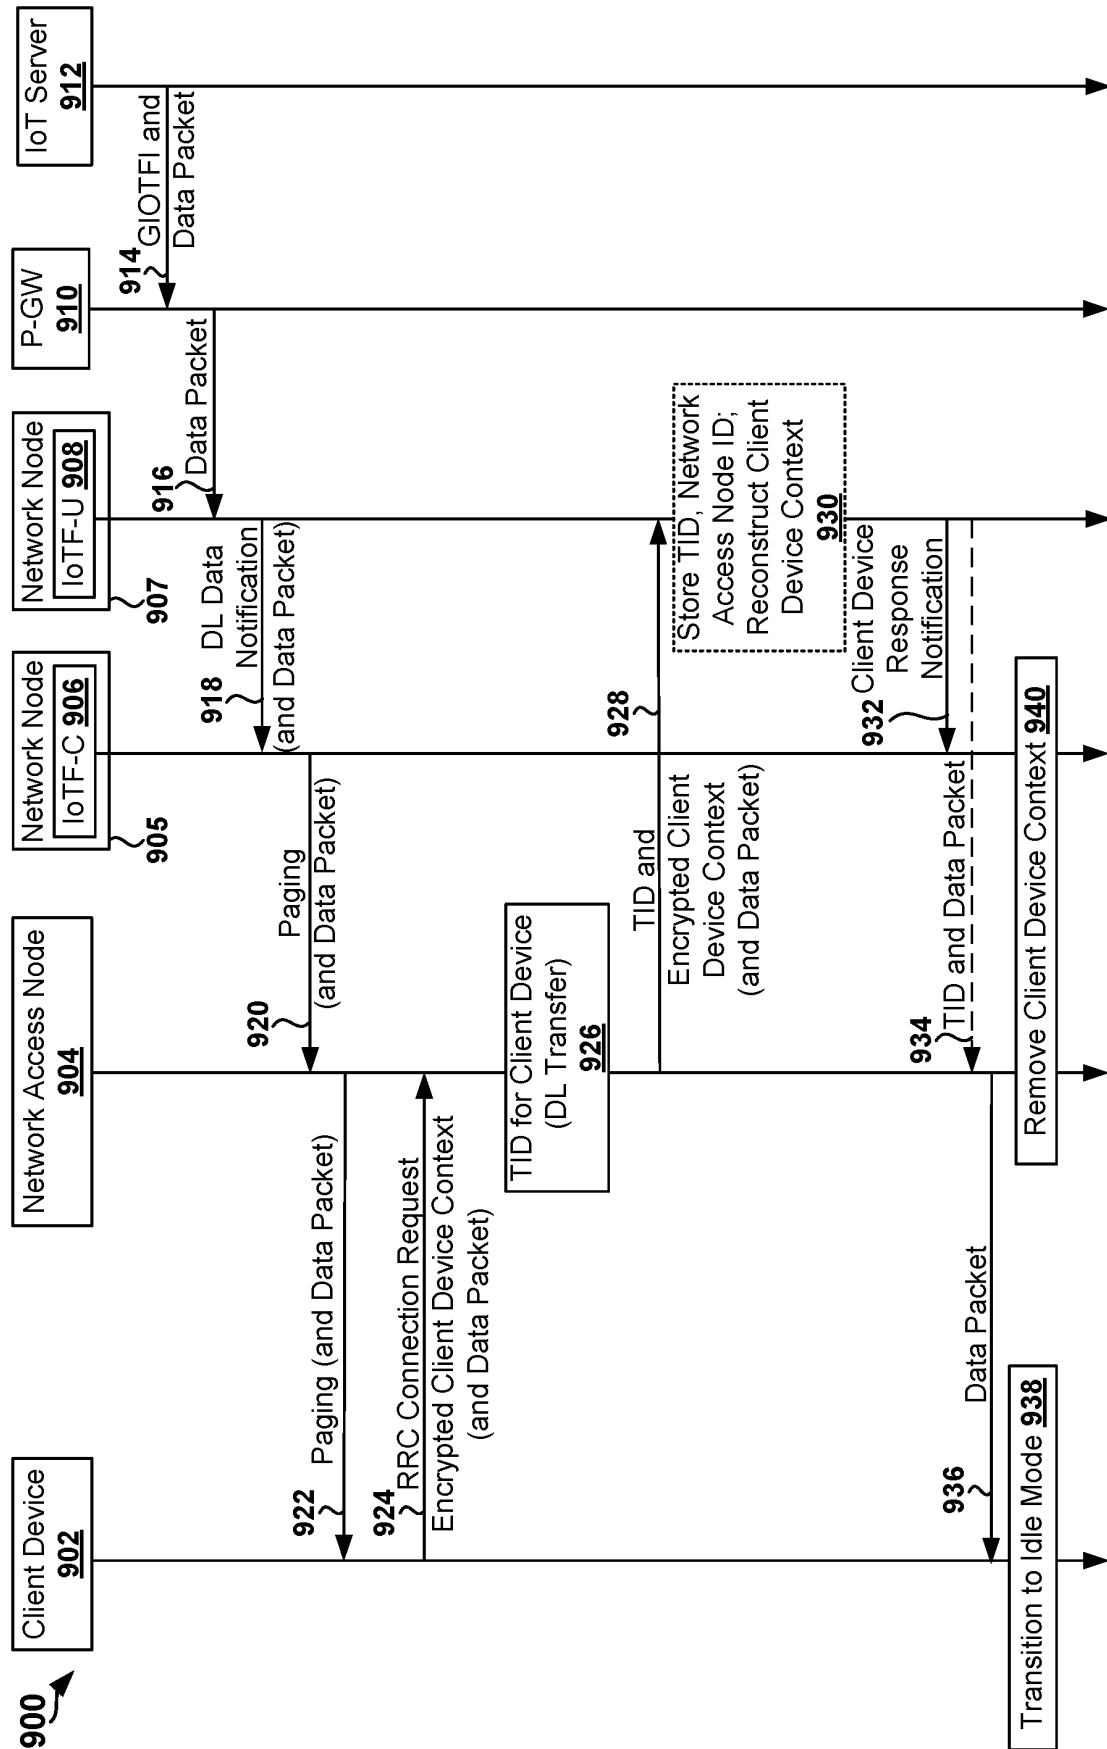 900
Client Device
902
Network Access Node
904
Network Node
IoTF-C 906
905
Network Node
IoTF-U 908
907
P-GW
910
IoT Server
912
914
GIOTFI and
Data Packet
916
Data Packet
918
DL Data
Notification
(and Data Packet)
920
Paging
(and Data Packet)
922
Paging (and Data Packet)
924
RRC Connection Request
Encrypted Client Device Context
(and Data Packet)
TID for Client Device
(DL Transfer)
926
928
TID and
Encrypted Client
Device Context
(and Data Packet)
Store TID, Network
Access Node ID;
Reconstruct Client
Device Context
930
932
Client Device
Response
Notification
934
TID and Data Packet
936
Data Packet
Transition to Idle Mode 938
Remove Client Device Context 940